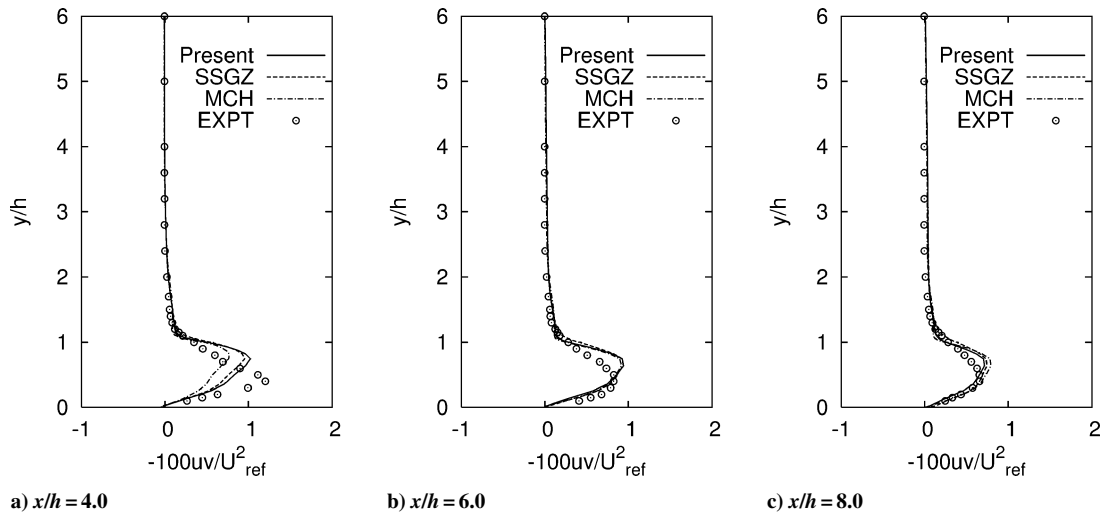 6
5
4
3
2
1
0
y/h
Present
SSGZ
MCH
EXPT
-1 0 1 2
-100uv/U²ref
a) x/h = 4.0
6
5
4
3
2
1
0
y/h
Present
SSGZ
MCH
EXPT
-1 0 1 2
-100uv/U²ref
b) x/h = 6.0
6
5
4
3
2
1
0
y/h
Present
SSGZ
MCH
EXPT
-1 0 1 2
-100uv/U²ref
c) x/h = 8.0